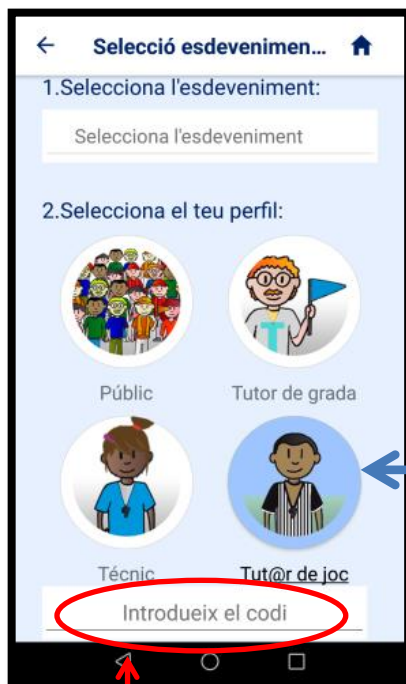 Selecció esdevenimen...
1.Selecciona l'esdeveniment:
Selecciona l'esdeveniment
2.Selecciona el teu perfil:
Públic
Tutor de grada
T
Técnic
Tut@r de joc
Introdueix el codi